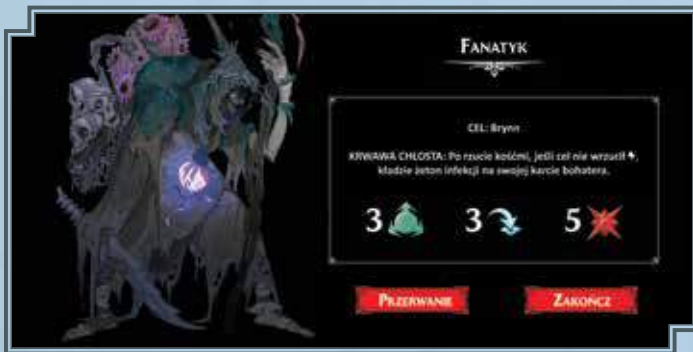 FANATYK
CEL: Brynn
KRWAWA CHŁOSTA: Po rzucie kośćmi, jeśli cel nie wrzucił,
kładzie żeton infekcji na swojej karcie bohatera.
3 3 5
PRZERWANIE ZAKOŃCZ